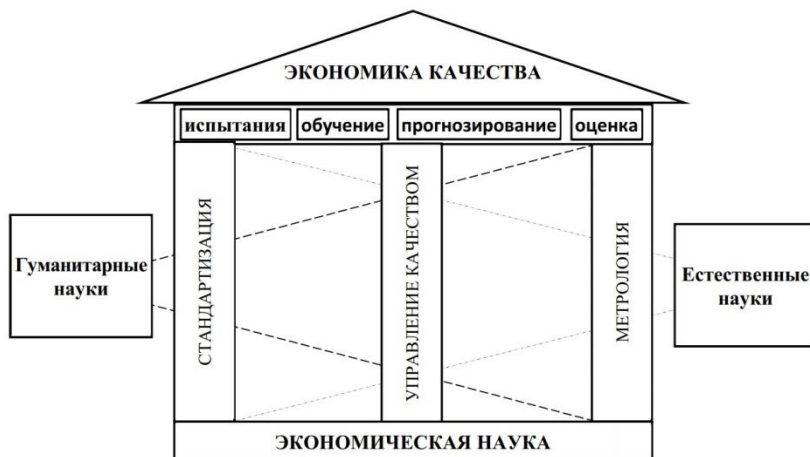 ЭКОНОМИКА КАЧЕСТВА
испытания обучение прогнозирование оценка
Гуманитарные
науки
СТАНДАРТИЗАЦИЯ
УПРАВЛЕНИЕ КАЧЕСТВОМ
МЕТРОЛОГИЯ
Естественные
науки
ЭКОНОМИЧЕСКАЯ НАУКА